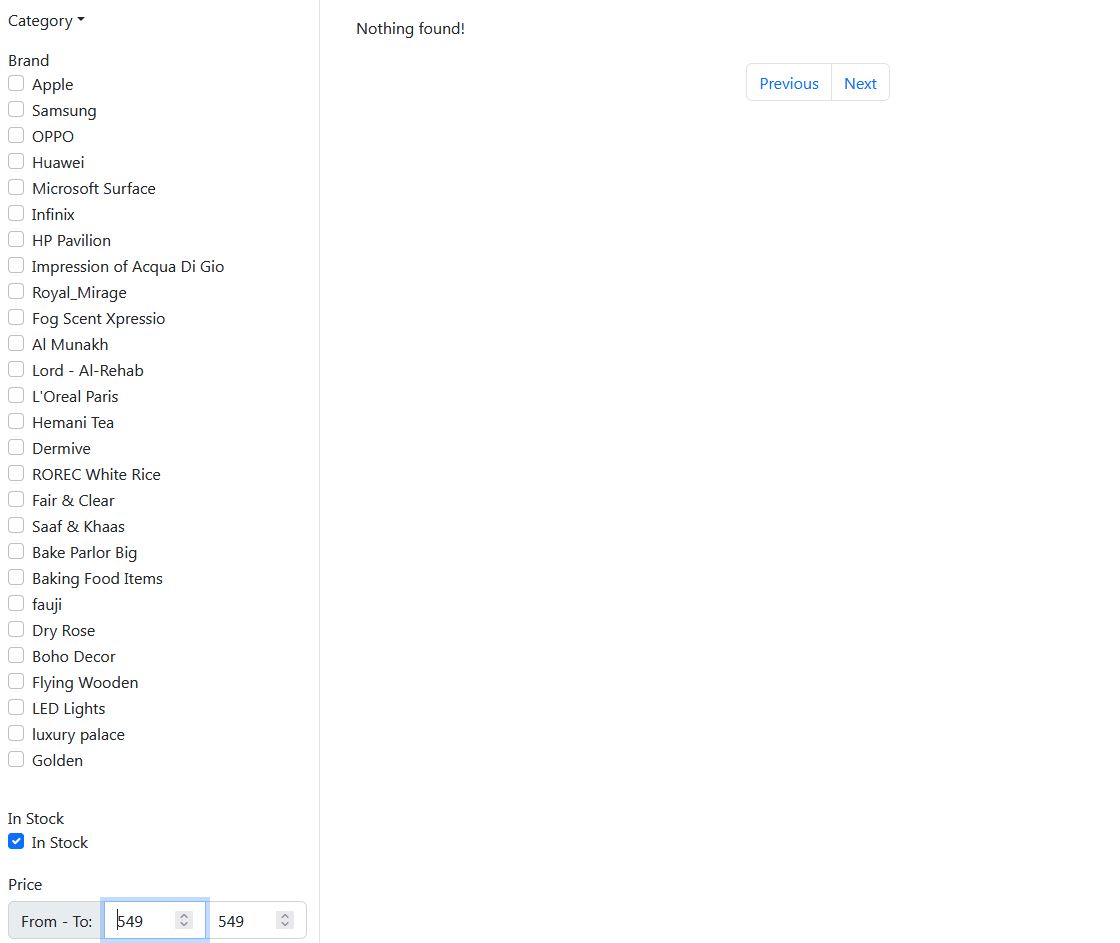 Category
Brand
Apple
Samsung
OPPO
Huawei
Microsoft Surface
Infinix
HP Pavilion
Impression of Acqua Di Gio
Royal_Mirage
Fog Scent Xpressio
Al Munakh
Lord - Al-Rehab
L'Oreal Paris
Hemani Tea
Dermive
ROREC White Rice
Fair & Clear
Saaf & Khaas
Bake Parlor Big
Baking Food Items
fauji
Dry Rose
Boho Decor
Flying Wooden
LED Lights
luxury palace
Golden
In Stock
In Stock
Price
From - To: 549 549
Nothing found!
Previous Next